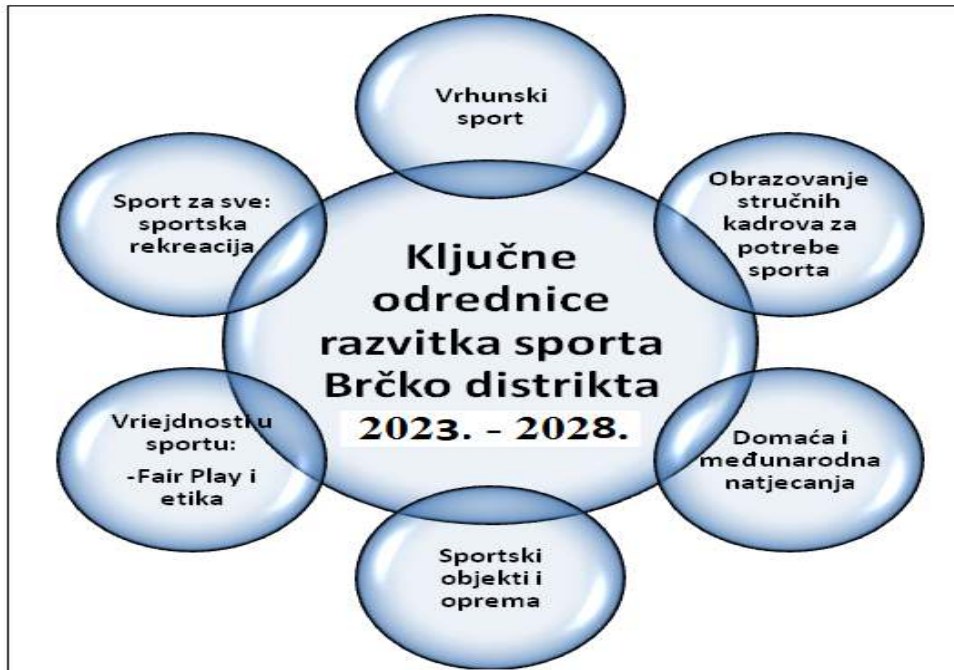 Vrhunski
sport
Obrazovanje
stručnih
kadrova za
potrebe
sporta
Domaća i
međunarodna
natjecanja
Sportski
objekti i
oprema
Vriejdnosti u
sportu:
-Fair Play i
etika
Sport za sve:
sportska
rekreacija
Ključne
odrednice
razvitka sporta
Brčko distrikta
2023. - 2028.